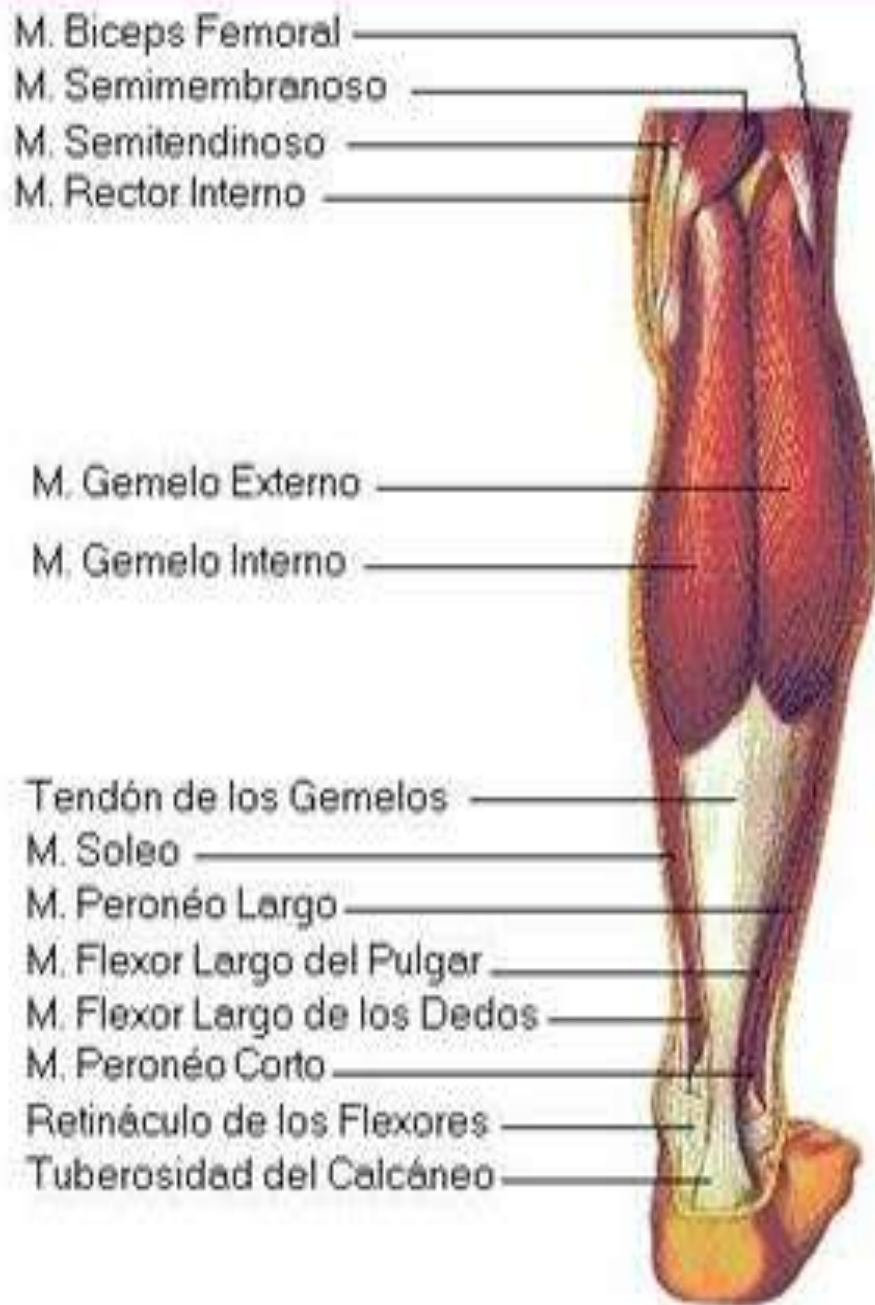 M. Biceps Femoral
M. Semimembranoso
M. Semitendinoso
M. Rector Interno
M. Gemelo Externo
M. Gemelo Interno
Tendón de los Gemelos
M. Soleo
M. Peronéo Largo
M. Flexor Largo del Pulgar
M. Flexor Largo de los Dedos
M. Peronéo Corto
Retináculo de los Flexores
Tuberosidad del Calcáneo